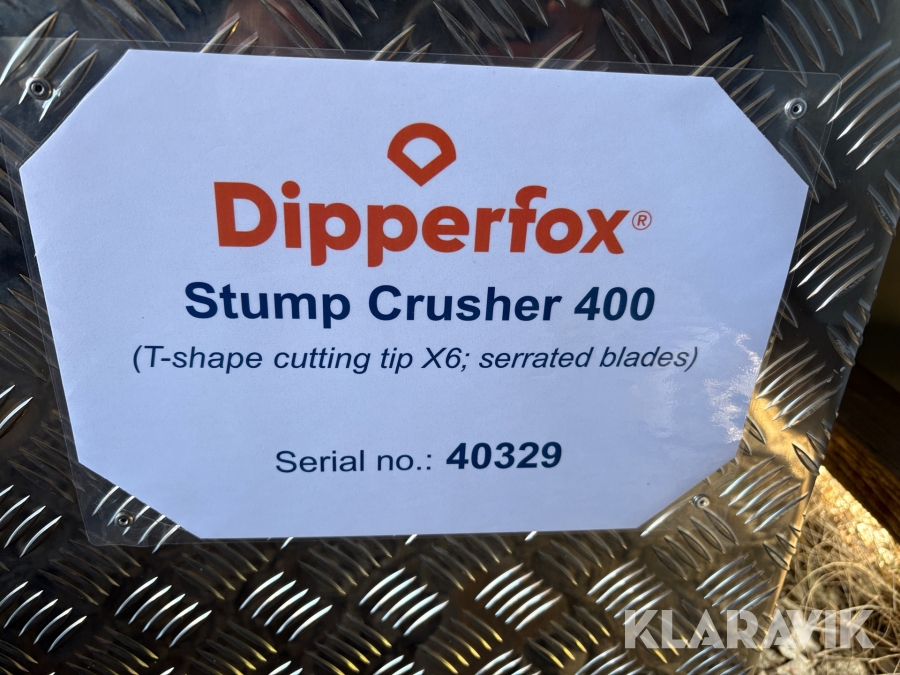 Dipperfox®
Stump Crusher 400
(T-shape cutting tip X6; serrated blades)
Serial no.: 40329
KLARAVIK